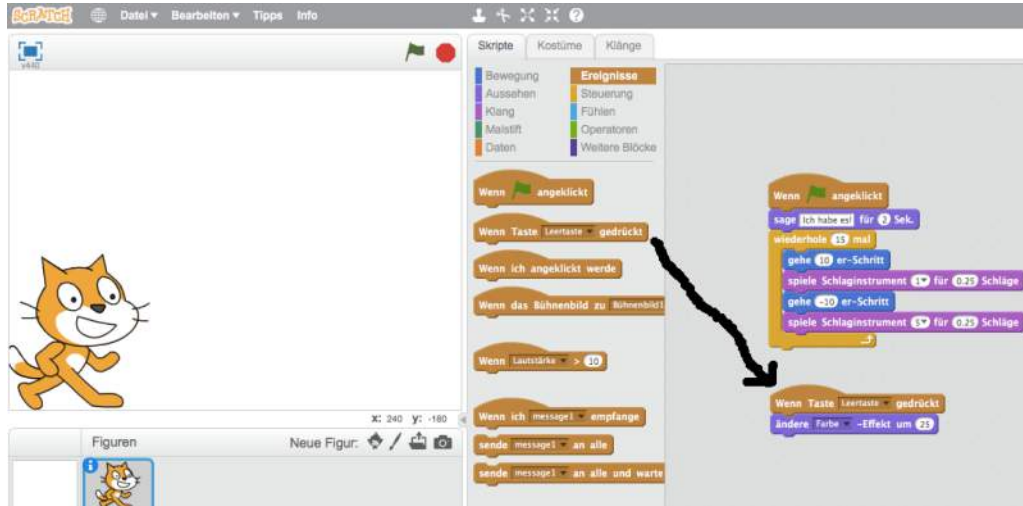 SCRATCH Datei Bearbeiten Tipps Info
v440
Skripte Kostüme Klänge
Bewegung Ereignisse
Aussehen Steuerung
Klang Fühlen
Malstift Operatoren
Daten Weitere Blöcke
Wenn angeklickt
Wenn Taste Leertaste gedrückt
Wenn ich angeklickt werde
Wenn das Bühnenbild zu Bühnenbild1
Wenn Lautstärke > 10
Wenn ich message1 empfange
sende message1 an alle
sende message1 an alle und warte
Wenn angeklickt
sage Ich habe es! für 2 Sek.
wiederhole 15 mal
gehe 10 er-Schritt
spiele Schlaginstrument 1 für 0.25 Schläge
gehe -10 er-Schritt
spiele Schlaginstrument 5 für 0.25 Schläge
Wenn Taste Leertaste gedrückt
ändere Farbe -Effekt um 25
x: 240 y: -180
Figuren Neue Figur: